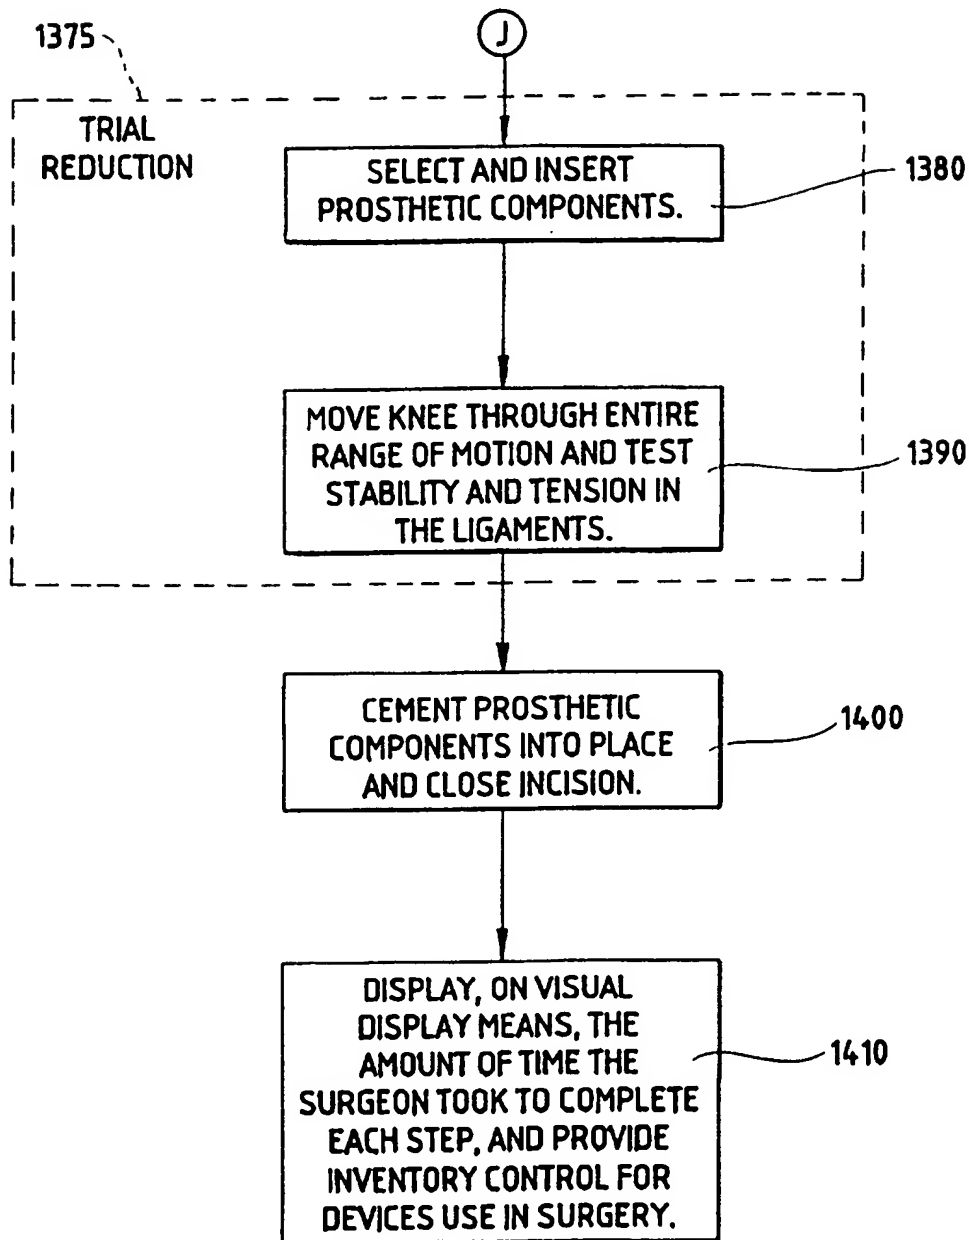 1375
J
TRIAL
REDUCTION
SELECT AND INSERT
PROSTHETIC COMPONENTS.
1380
MOVE KNEE THROUGH ENTIRE
RANGE OF MOTION AND TEST
STABILITY AND TENSION IN
THE LIGAMENTS.
1390
CEMENT PROSTHETIC
COMPONENTS INTO PLACE
AND CLOSE INCISION.
1400
DISPLAY, ON VISUAL
DISPLAY MEANS, THE
AMOUNT OF TIME THE
SURGEON TOOK TO COMPLETE
EACH STEP, AND PROVIDE
INVENTORY CONTROL FOR
DEVICES USE IN SURGERY.
1410